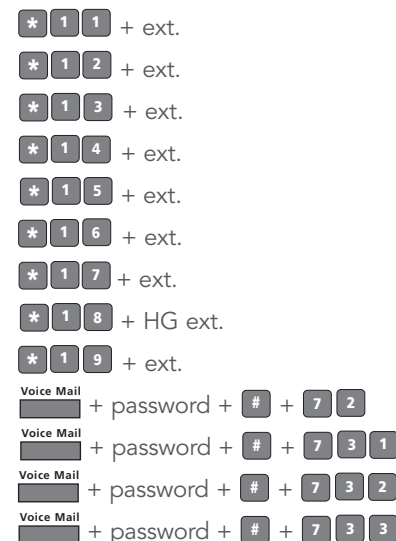 * 1 1 + ext.
* 1 2 + ext.
* 1 3 + ext.
* 1 4 + ext.
* 1 5 + ext.
* 1 6 + ext.
* 1 7 + ext.
* 1 8 + HG ext.
* 1 9 + ext.
Voice Mail
+ password + # + 7 2
Voice Mail
+ password + # + 7 3 1
Voice Mail
+ password + # + 7 3 2
Voice Mail
+ password + # + 7 3 3